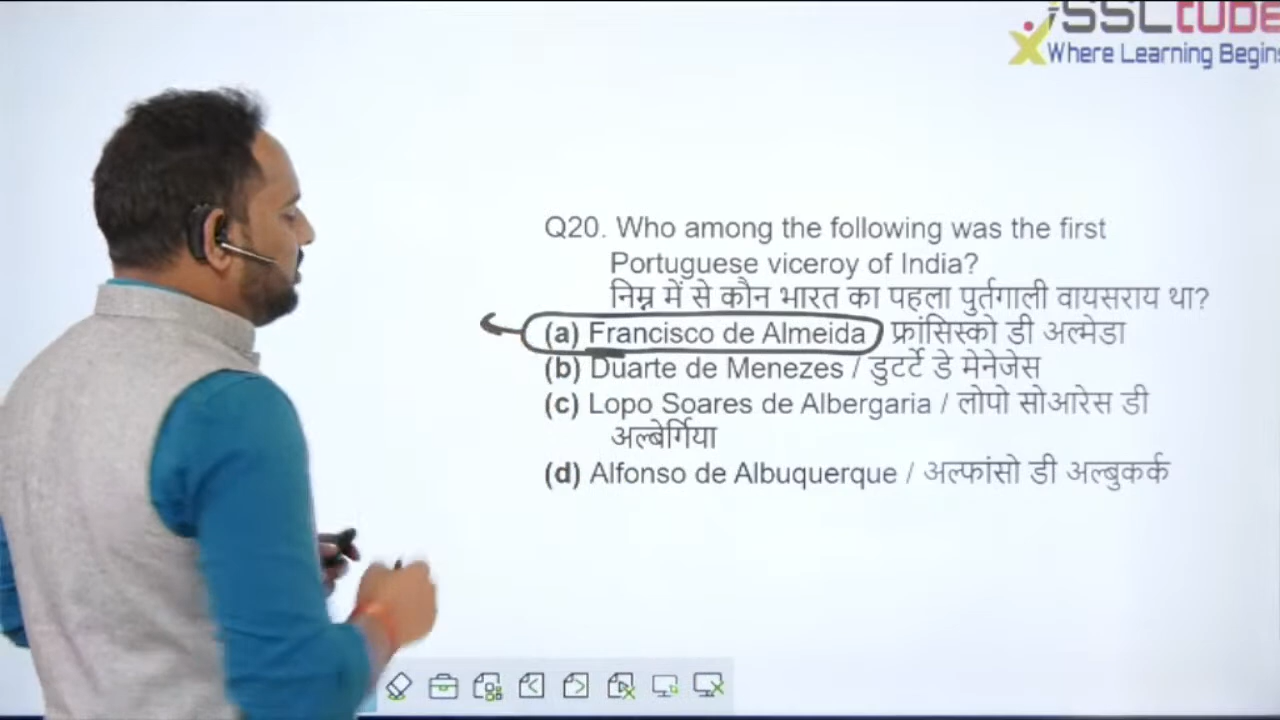 SSLtube
Where Learning Begins
Q20. Who among the following was the first
Portuguese viceroy of India?
निम्न में से कौन भारत का पहला पुर्तगाली वायसराय था?
(a) Francisco de Almeida फ्रांसिस्को डी अल्मेडा
(b) Duarte de Menezes / डुटर्टे डे मेनेजेस
(c) Lopo Soares de Albergaria / लोपो सोआरेस डी
अल्बेर्गिया
(d) Alfonso de Albuquerque / अल्फांसो डी अल्बुकर्क